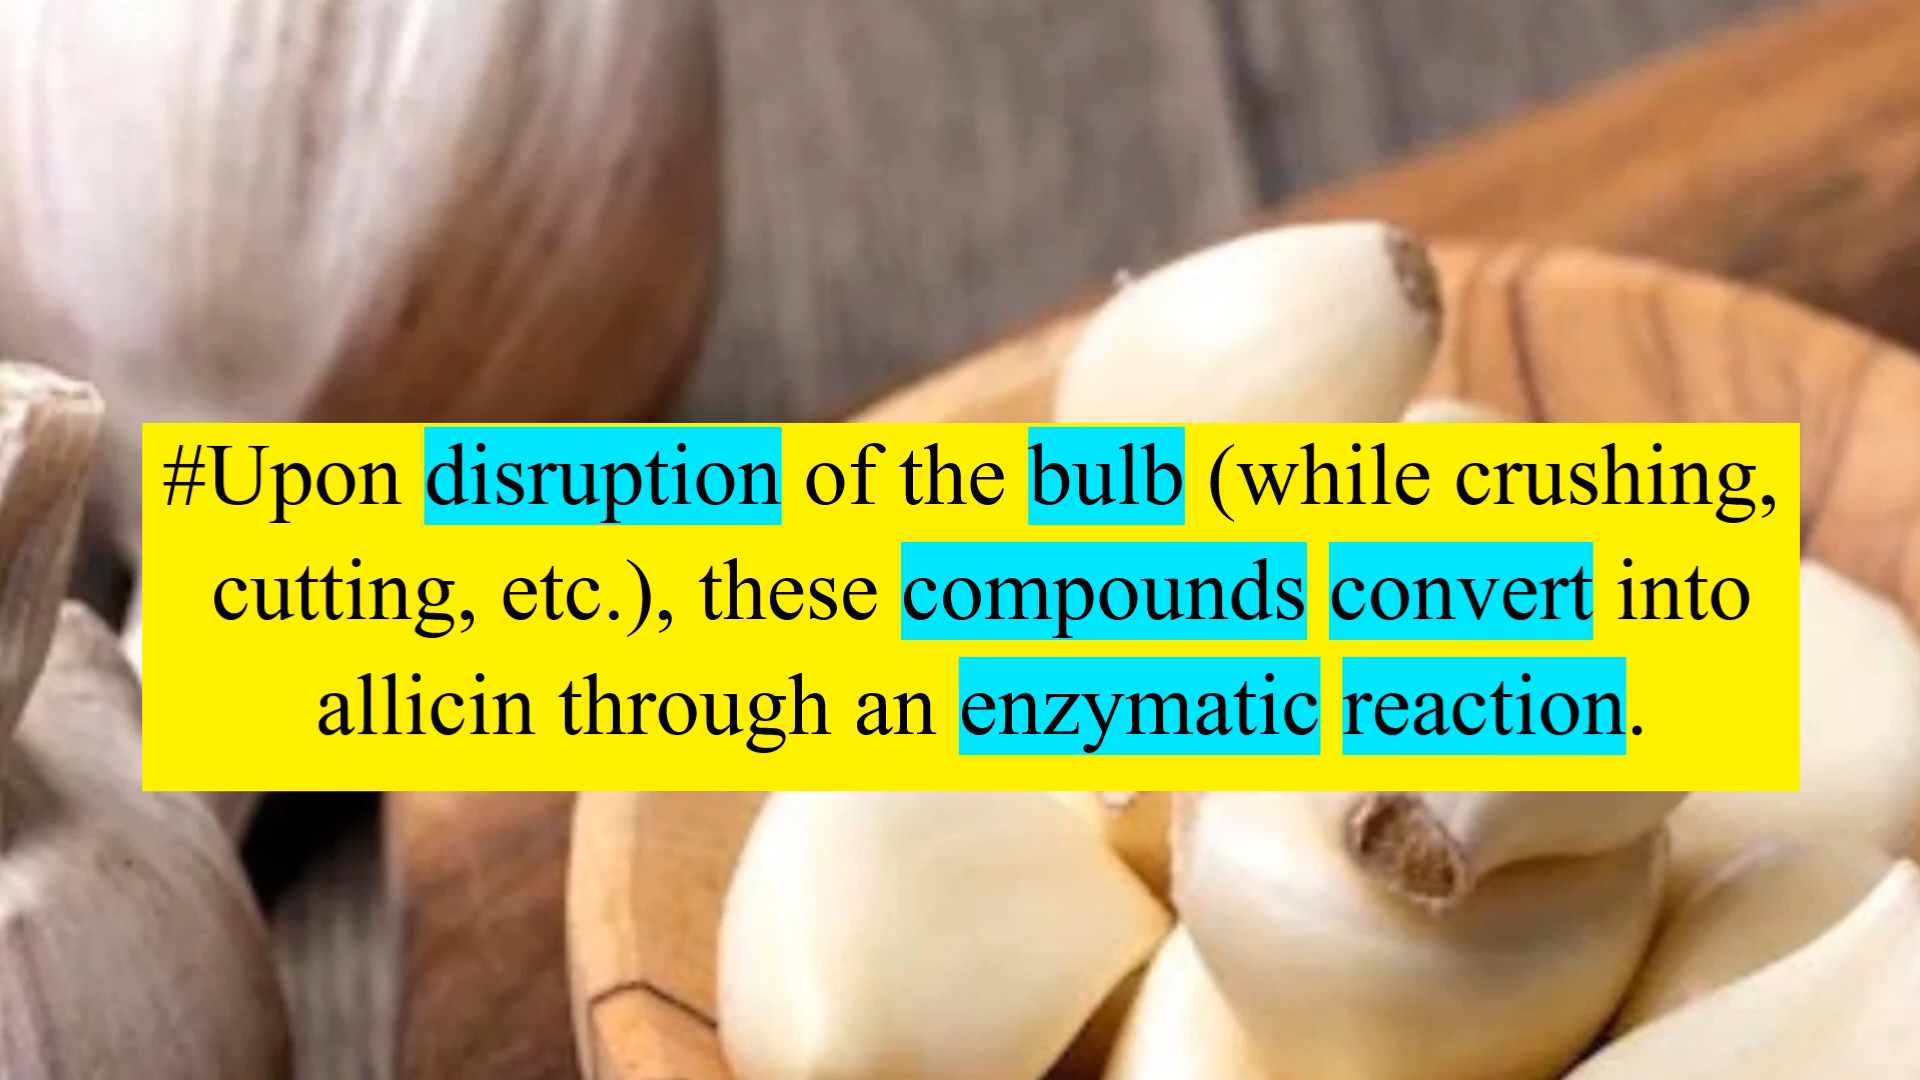 #Upon disruption of the bulb (while crushing,
cutting, etc.), these compounds convert into
allicin through an enzymatic reaction.